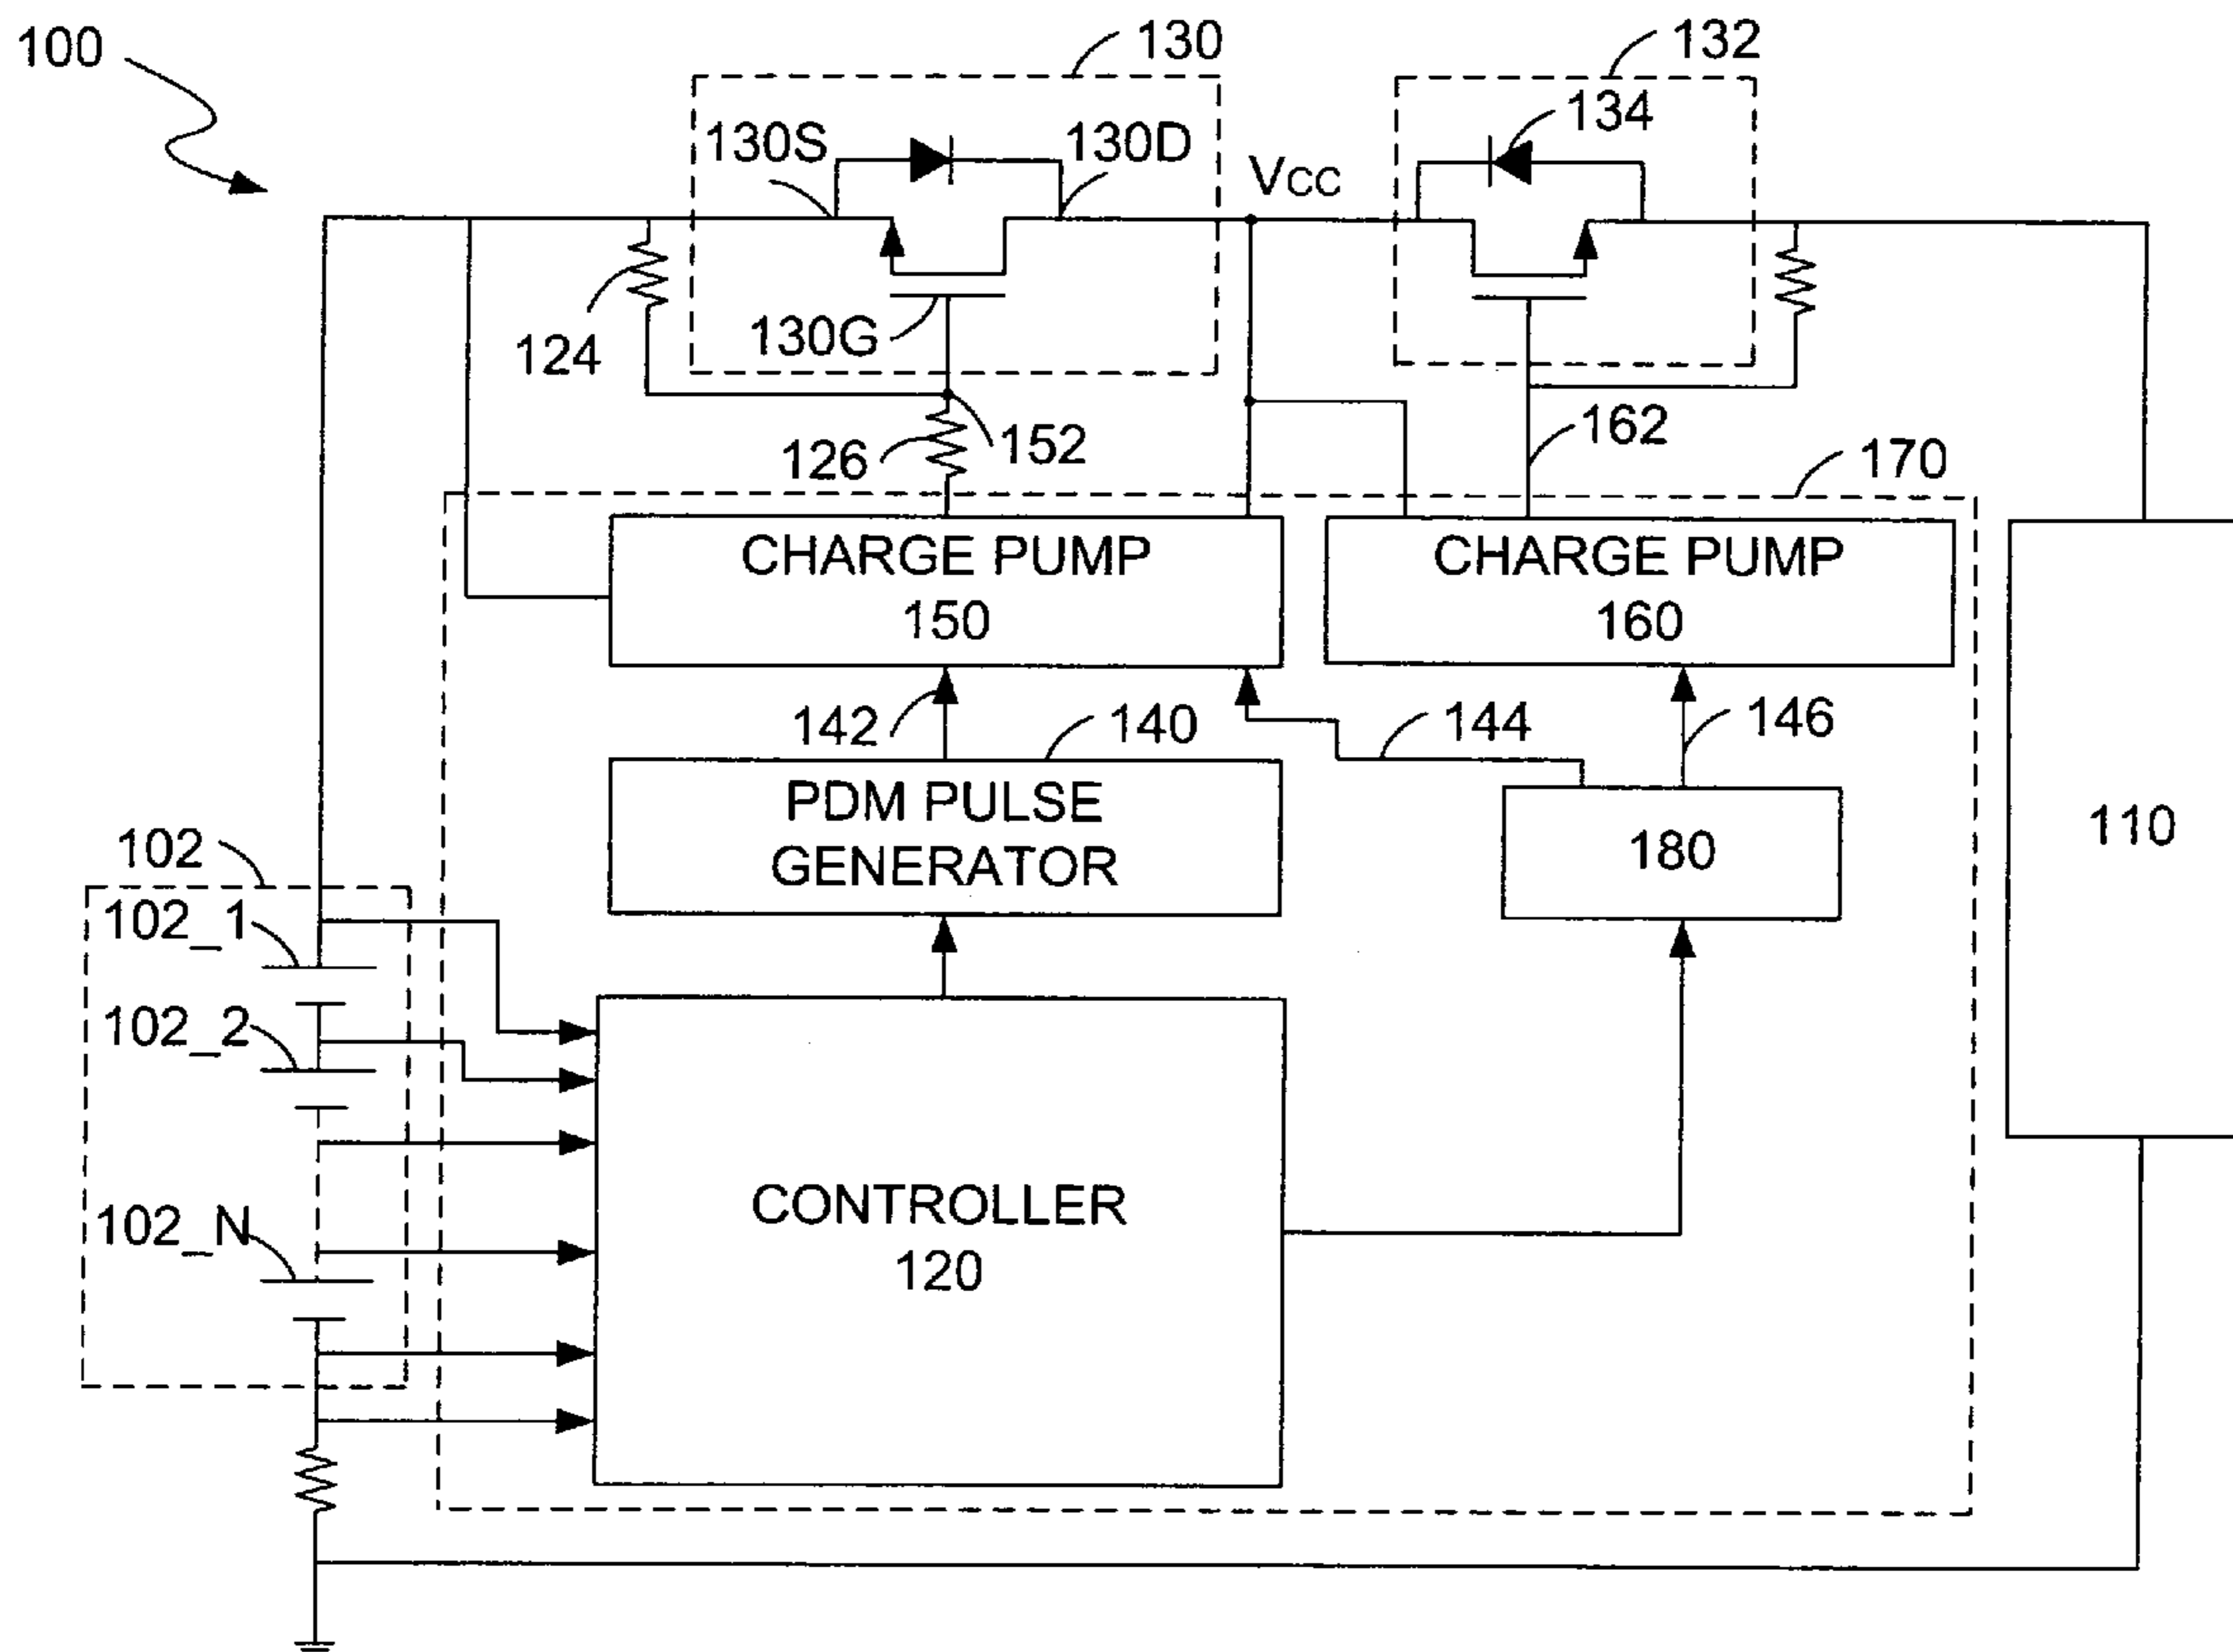 100
130
132
134
130S
130D
VCC
130G
124
126
152
162
170
CHARGE PUMP
150
CHARGE PUMP
160
142
140
144
146
PDM PULSE
GENERATOR
180
110
102
102_1
102_2
102_N
CONTROLLER
120